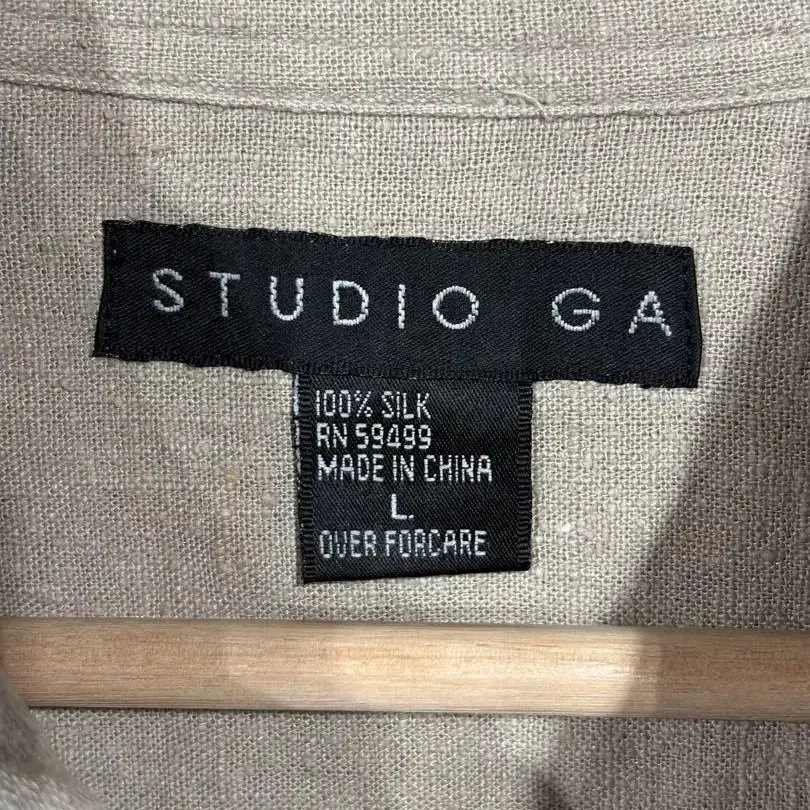 STUDIO GA
100% SILK
RN 59499
MADE IN CHINA
L.
OVER FORCARE